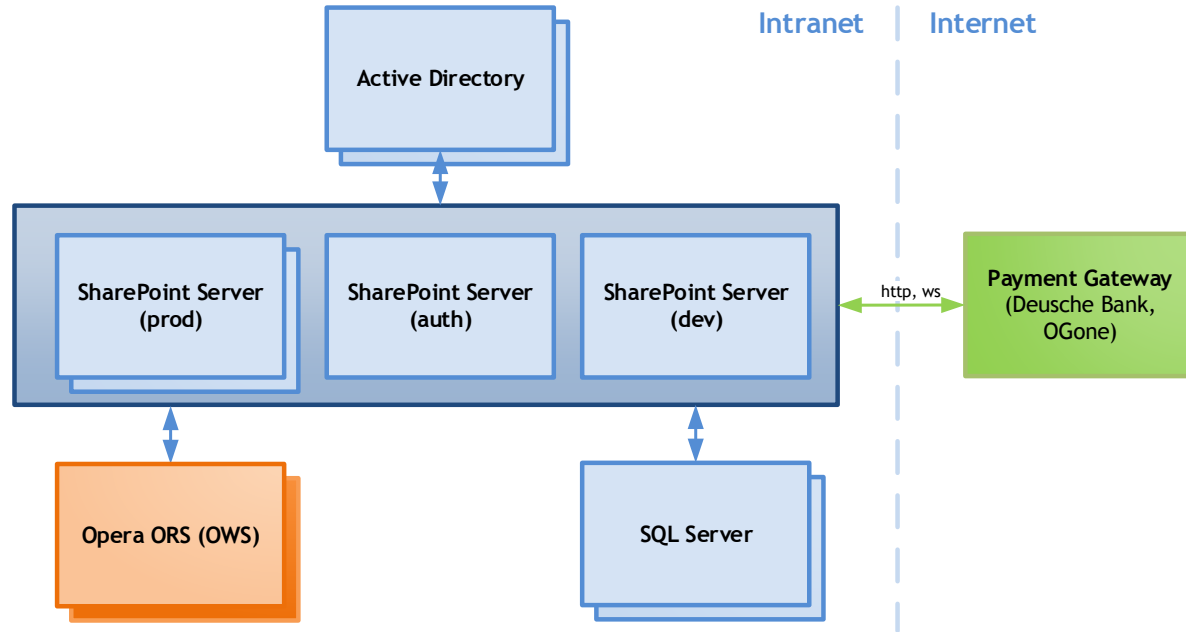 Intranet
Internet
Active Directory
SharePoint Server
(prod)
SharePoint Server
(auth)
SharePoint Server
(dev)
http, ws
Payment Gateway
(Deusche Bank,
OGone)
Opera ORS (OWS)
SQL Server